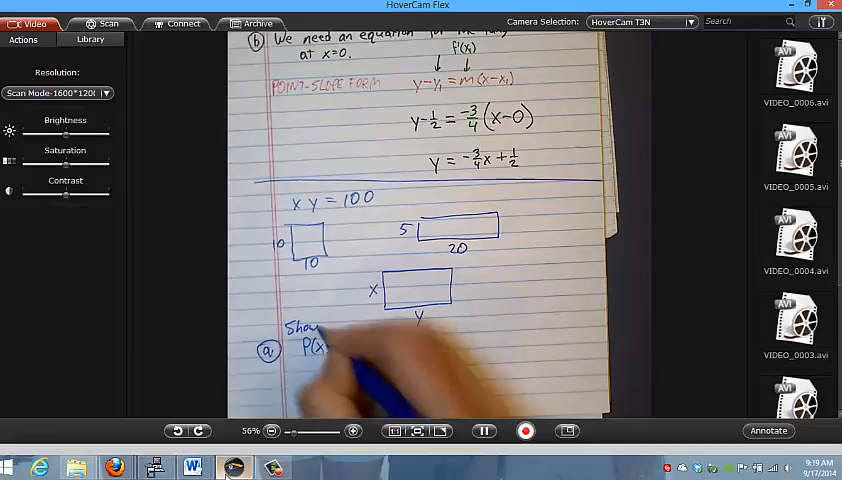 HoverCam Flex
Video
Scan
Connect
Archive
Camera Selection:
HoverCam T3N
Search
Actions
Library
Resolution:
Scan Mode-1600*1200
Brightness
Saturation
Contrast
VIDEO_0006.avi
VIDEO_0005.avi
VIDEO_0004.avi
VIDEO_0003.avi
(b) We need an equation for the
at x=0.
f'(x₁)
POINT-SLOPE FORM y-y₁ = m(x-x₁)
y-1/2 = -3/4(x-0)
y = -3/4x+1/2
x y = 100
10
10
5
20
x
y
Show
(a) P(x)
56%
Annotate
9:19 AM
9/17/2014